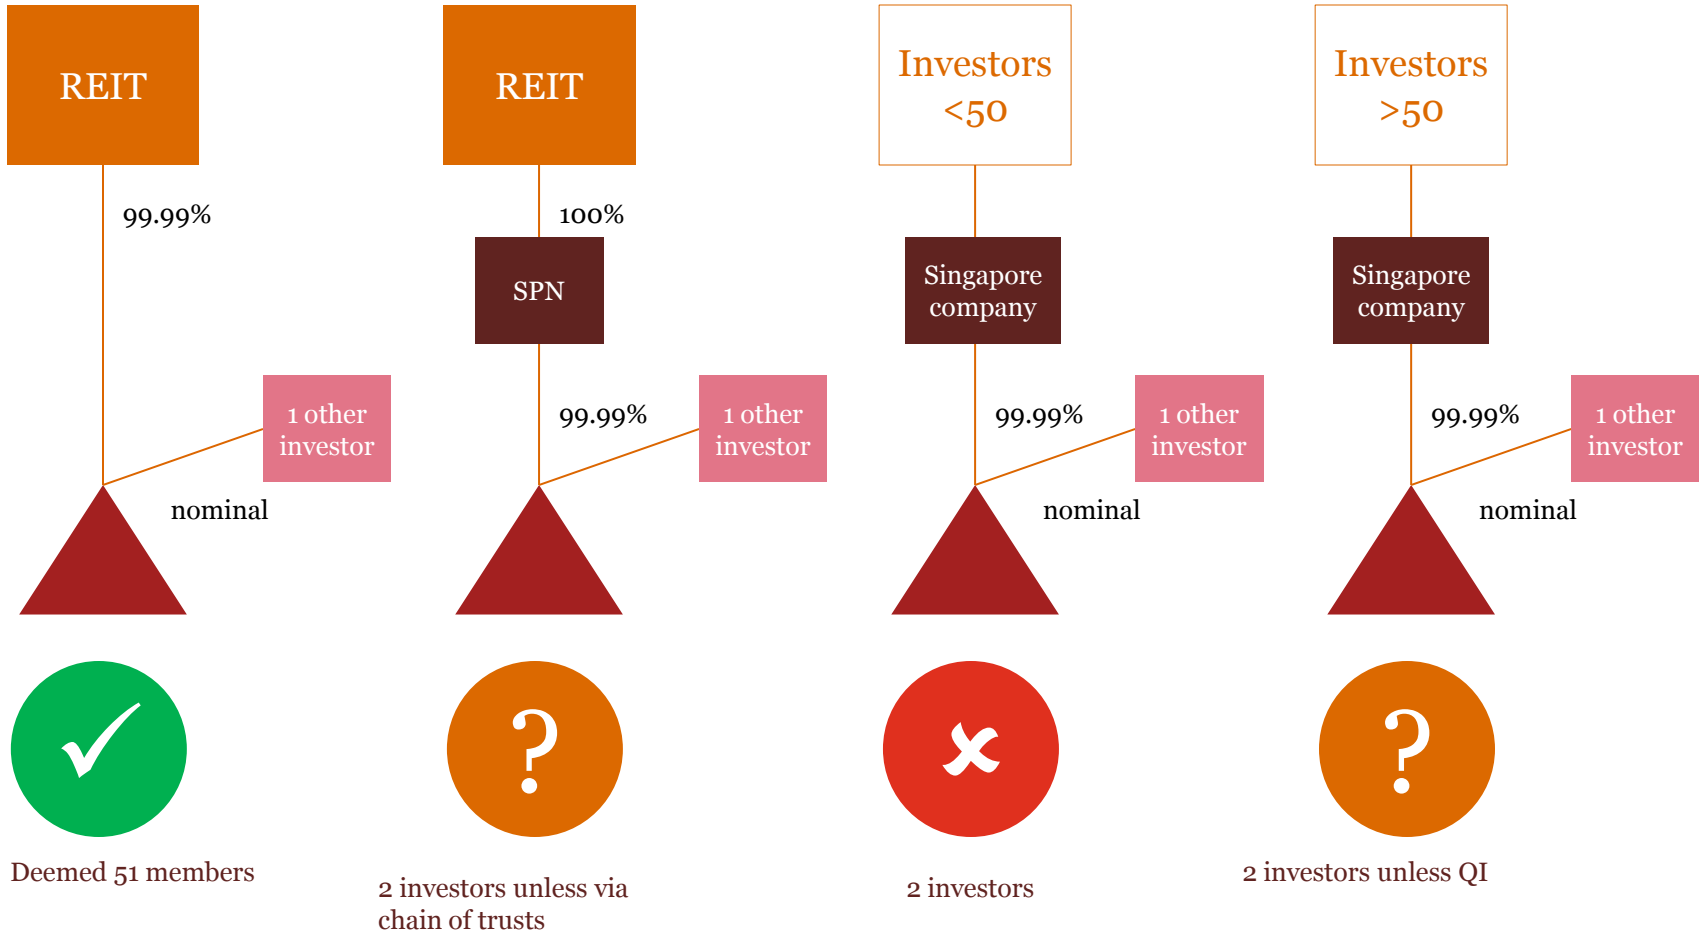 REIT
99.99%
1 other
investor
nominal
Deemed 51 members
REIT
100%
SPN
99.99%
1 other
investor
?
2 investors unless via
chain of trusts
Investors
<50
Singapore
company
99.99%
1 other
investor
nominal
2 investors
Investors
>50
Singapore
company
99.99%
1 other
investor
nominal
?
2 investors unless QI